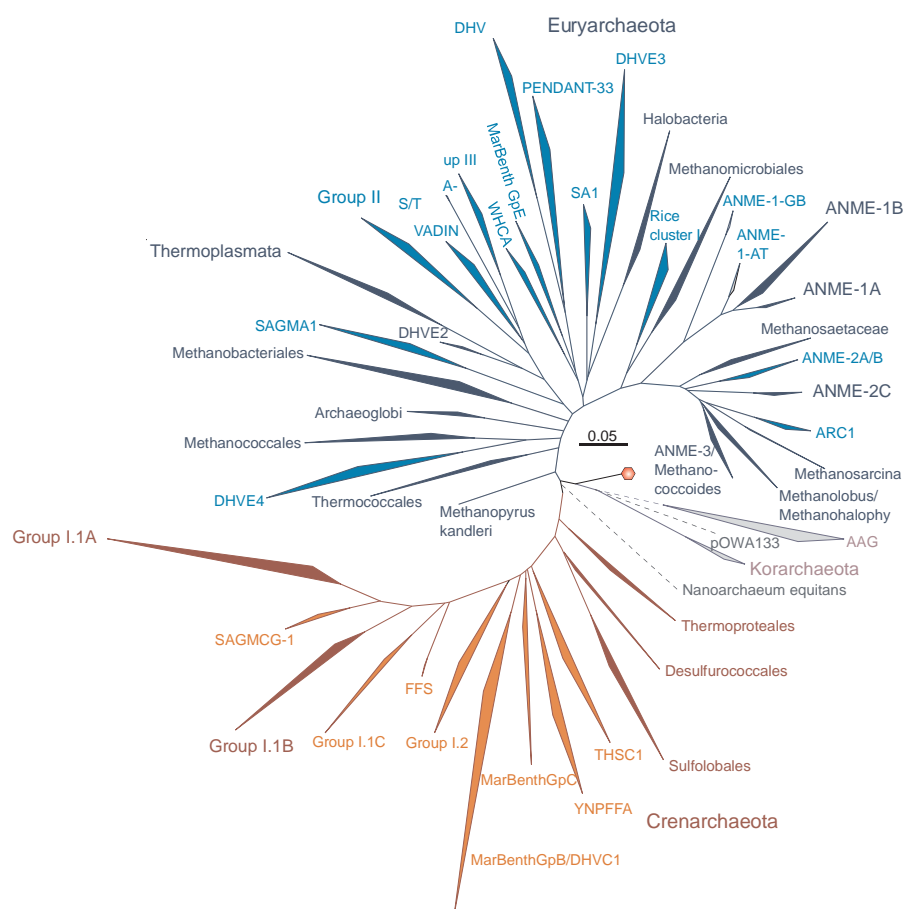 Euryarchaeota
DHV
DHVE3
PENDANT-33
Halobacteria
MarBenth GpE
up III
A-
Methanomicrobiales
Group II
S/T
SA1
ANME-1-GB
ANME-1B
WHCA
Rice
cluster I
VADIN
ANME-
1-AT
Thermoplasmata
ANME-1A
SAGMA1
DHVE2
Methanosaetaceae
Methanobacteriales
ANME-2A/B
ANME-2C
Archaeoglobi
ARC1
0.05
Methanococcales
ANME-3/
Methano-
coccoides
Methanosarcina
DHVE4
Thermococcales
Methanolobus/
Methanohalophy
Methanopyrus
kandleri
Group I.1A
pOWA133
AAG
Korarchaeota
Nanoarchaeum equitans
SAGMCG-1
Thermoproteales
Desulfurococcales
FFS
Group I.1B
Group I.1C
Group I.2
THSC1
Sulfolobales
MarBenthGpC
YNPFFA
Crenarchaeota
MarBenthGpB/DHVC1